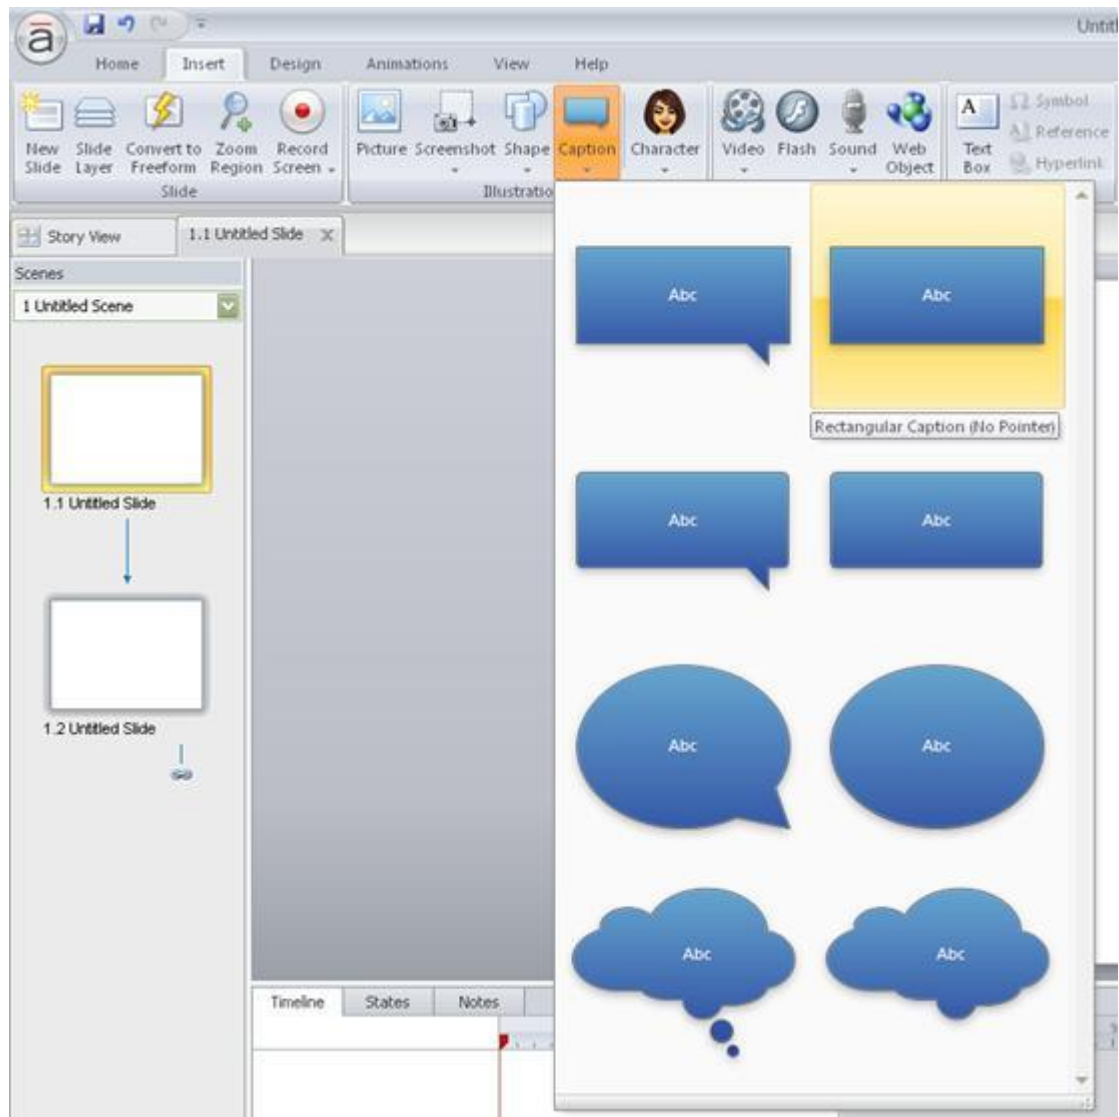 ā
Untitl
Home Insert Design Animations View Help
New Slide
Slide Layer
Convert to Freeform
Zoom Region
Record Screen
Picture
Screenshot
Shape
Caption
Character
Video
Flash
Sound
Web Object
Text Box
Symbol
Reference
Hyperlink
Slide
Illustratio
Story View
1.1 Untitled Slide
Scenes
1 Untitled Scene
1.1 Untitled Slide
1.2 Untitled Slide
Abc Abc
Rectangular Caption (No Pointer)
Abc Abc
Abc Abc
Abc Abc
Timeline States Notes